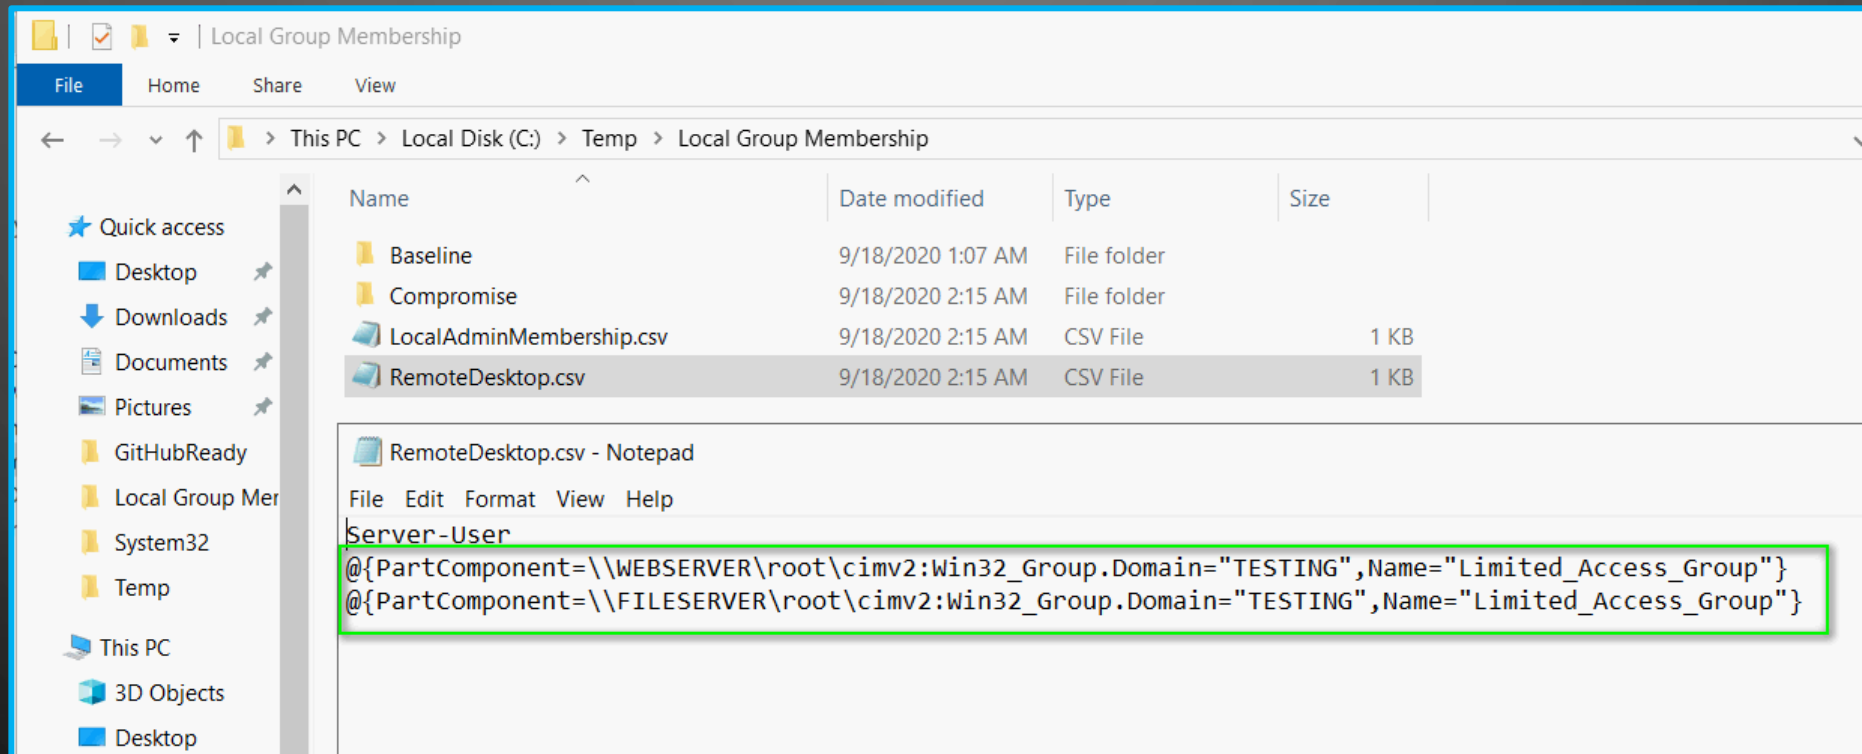 Local Group Membership
File Home Share View
This PC > Local Disk (C:) > Temp > Local Group Membership
Name Date modified Type Size
Quick access
Desktop
Downloads
Documents
Pictures
GitHubReady
Local Group Mer
System32
Temp
This PC
3D Objects
Desktop
Baseline 9/18/2020 1:07 AM File folder
Compromise 9/18/2020 2:15 AM File folder
LocalAdminMembership.csv 9/18/2020 2:15 AM CSV File 1 KB
RemoteDesktop.csv 9/18/2020 2:15 AM CSV File 1 KB
RemoteDesktop.csv - Notepad
File Edit Format View Help
Server-User
@{PartComponent=\\WEBSERVER\root\cimv2:Win32_Group.Domain="TESTING",Name="Limited_Access_Group"}
@{PartComponent=\\FILESERVER\root\cimv2:Win32_Group.Domain="TESTING",Name="Limited_Access_Group"}